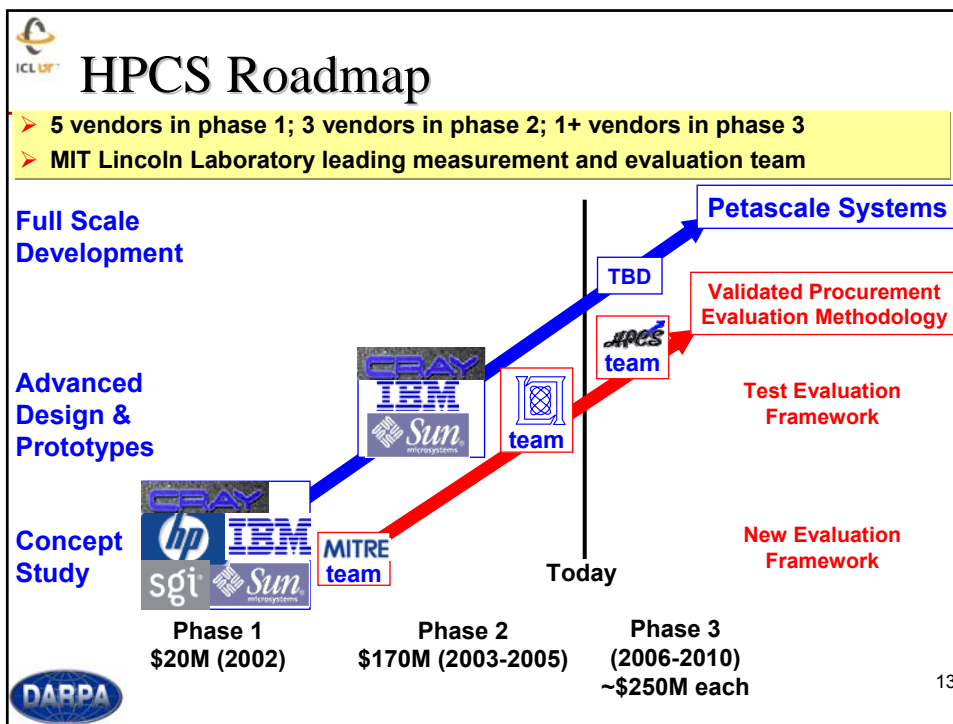 ICL UT
HPCS Roadmap
➢ 5 vendors in phase 1; 3 vendors in phase 2; 1+ vendors in phase 3
➢ MIT Lincoln Laboratory leading measurement and evaluation team
Full Scale
Development
Petascale Systems
TBD
Validated Procurement
Evaluation Methodology
HPCS
team
Advanced
Design &
Prototypes
CRAY
IBM
Sun
microsystems
team
Test Evaluation
Framework
Concept
Study
CRAY
hp
IBM
sgi
Sun
microsystems
MITRE
team
Today
New Evaluation
Framework
Phase 1
$20M (2002)
Phase 2
$170M (2003-2005)
Phase 3
(2006-2010)
~$250M each
DARPA
13